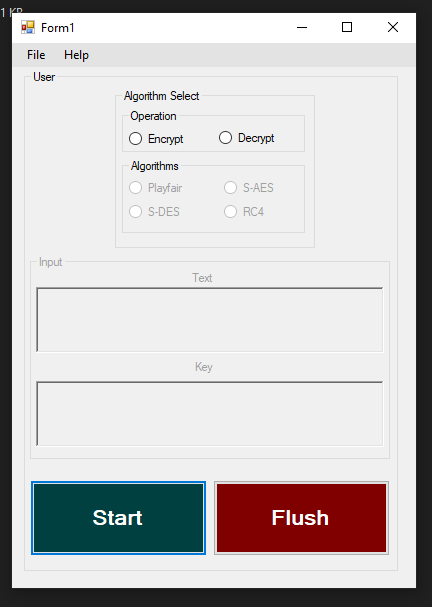 1 KB
Form1
File Help
User
Algorithm Select
Operation
Encrypt Decrypt
Algorithms
Playfair S-AES
S-DES RC4
Input
Text
Key
Start Flush